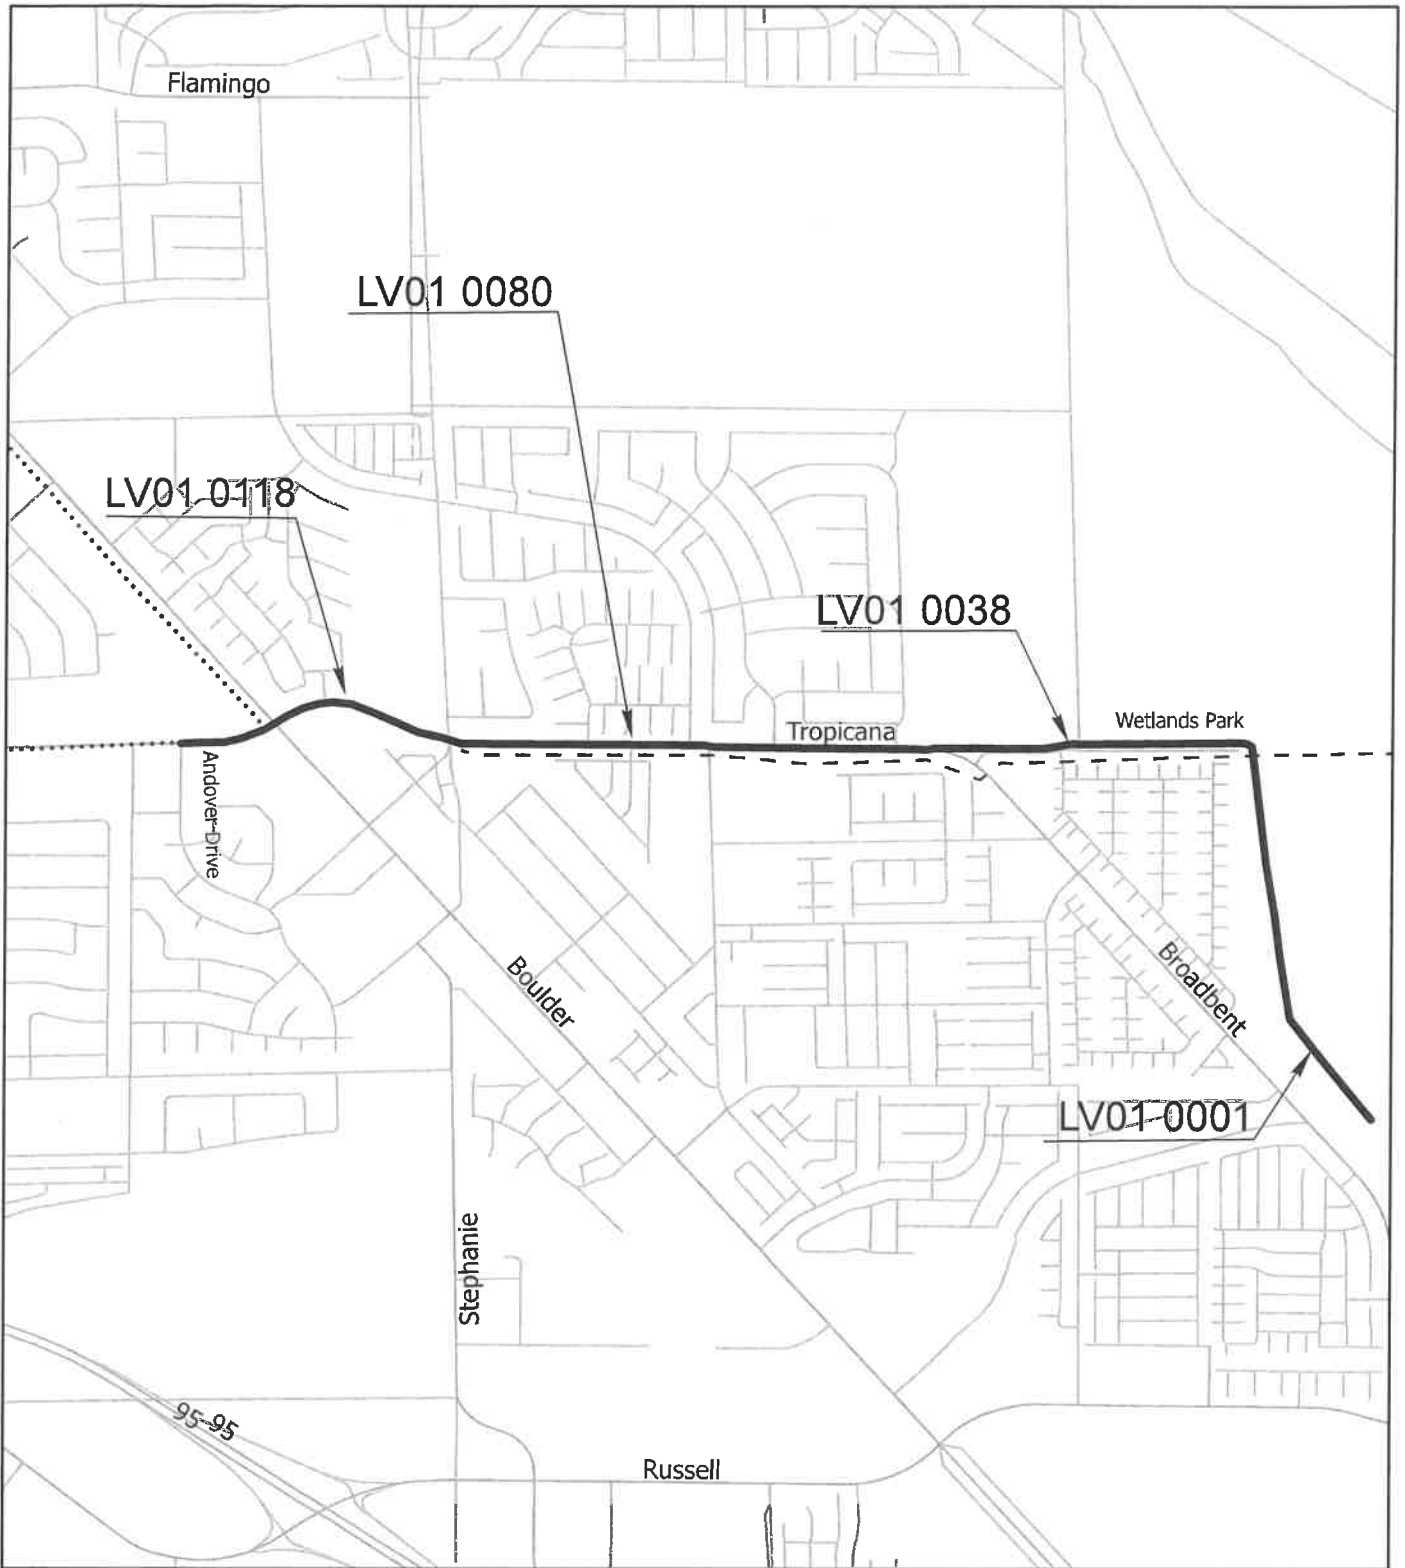 Flamingo
LV01 0080
LV01 0118
LV01 0038
Wetlands Park
Tropicana
Andover Drive
Boulder
Broadbent
LV01 0001
Stephanie
95-95
Russell